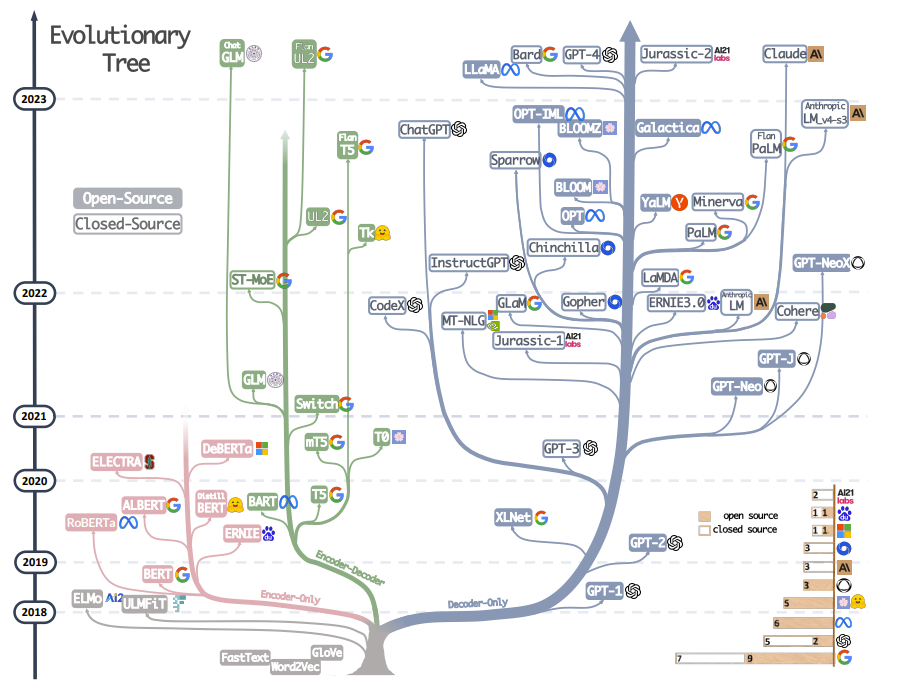 Evolutionary
Tree
2023
2022
2021
2020
2019
2018
Open-Source
Closed-Source
Chat
GLM
Flan
UL2
Flan
T5
UL2
Tk
ST-MoE
GLM
Switch
mT5
T0
BART
T5
Encoder-Decoder
ELECTRA
DeBERTa
ALBERT
Distill
BERT
RoBERTa
ERNIE
BERT
Encoder-Only
ELMo
AI2
ULMFiT
FastText
Word2Vec
GloVe
Decoder-Only
Bard
GPT-4
Jurassic-2
AI21
labs
Claude
LLaMA
Anthropic
LM_v4-s3
OPT-IML
BLOOMZ
Galactica
ChatGPT
Flan
PaLM
Sparrow
BLOOM
YaLM
Minerva
OPT
PaLM
Chinchilla
InstructGPT
GPT-NeoX
LaMDA
CodeX
GLaM
Gopher
ERNIE3.0
Anthropic
LM
Cohere
MT-NLG
Jurassic-1
AI21
labs
GPT-J
GPT-Neo
GPT-3
XLNet
GPT-2
GPT-1
open source
closed source
2
AI21
labs
1 1
1 1
3
3
3
5
6
5 2
7 9